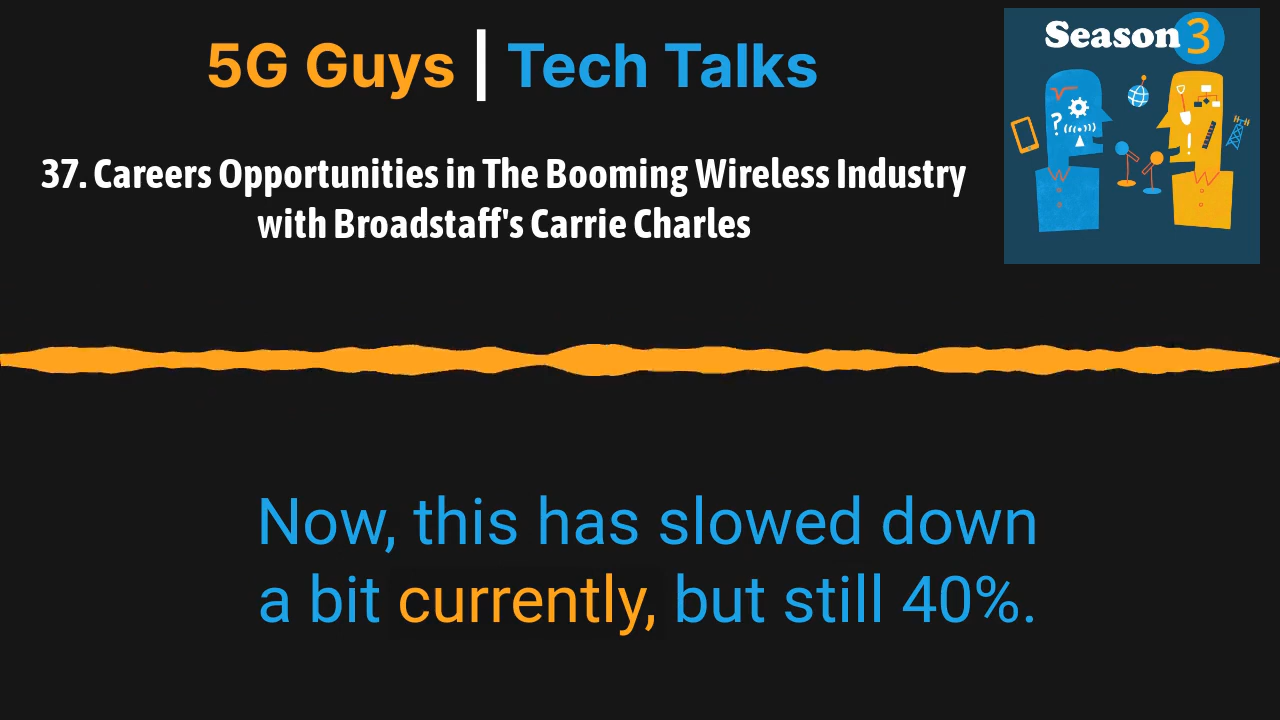 5G Guys | Tech Talks
Season 3
37. Careers Opportunities in The Booming Wireless Industry
with Broadstaff's Carrie Charles
?
!
Now, this has slowed down
a bit currently, but still 40%.